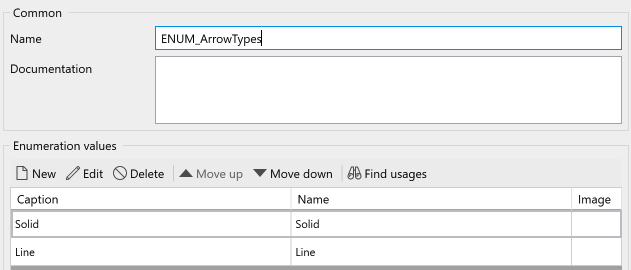 Common
Name ENUM_ArrowTypes
Documentation
Enumeration values
New Edit Delete Move up Move down Find usages
Caption Name Image
Solid Solid
Line Line